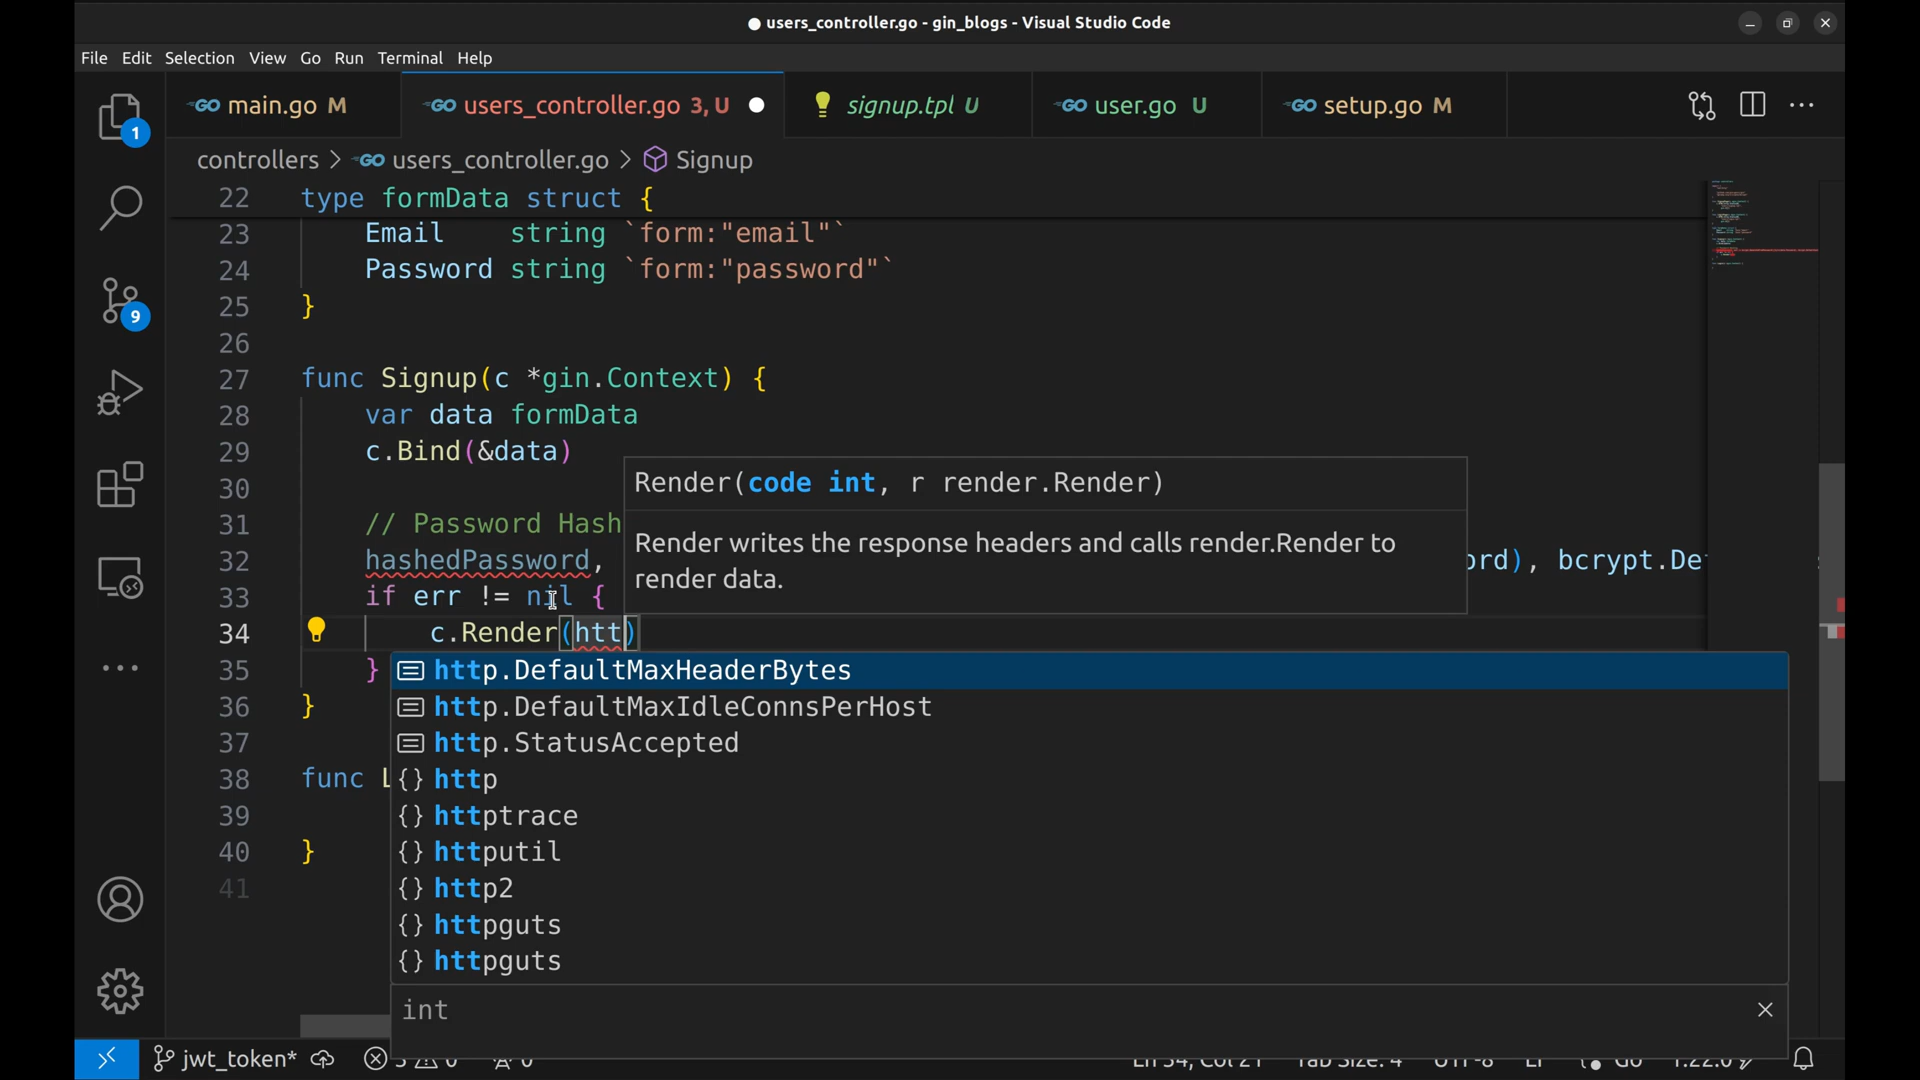 users_controller.go - gin_blogs - Visual Studio Code
File Edit Selection View Go Run Terminal Help
main.go M users_controller.go 3, U signup.tpl U user.go U setup.go M
controllers > users_controller.go > Signup
22 type formData struct {
23 Email string `form:"email"`
24 Password string `form:"password"`
25 }
26
27 func Signup(c *gin.Context) {
28 var data formData
29 c.Bind(&data)
30
Render(code int, r render.Render)
31 // Password Hash
Render writes the response headers and calls render.Render to
render data.
32 hashedPassword, ord), bcrypt.De
33 if err != nil {
34 c.Render(htt)
35 }
http.DefaultMaxHeaderBytes
36 }
http.DefaultMaxIdleConnsPerHost
37
http.StatusAccepted
38 func L
http
39
httptrace
40 }
httputil
41
http2
httpguts
httpguts
int
1
9
jwt_token*